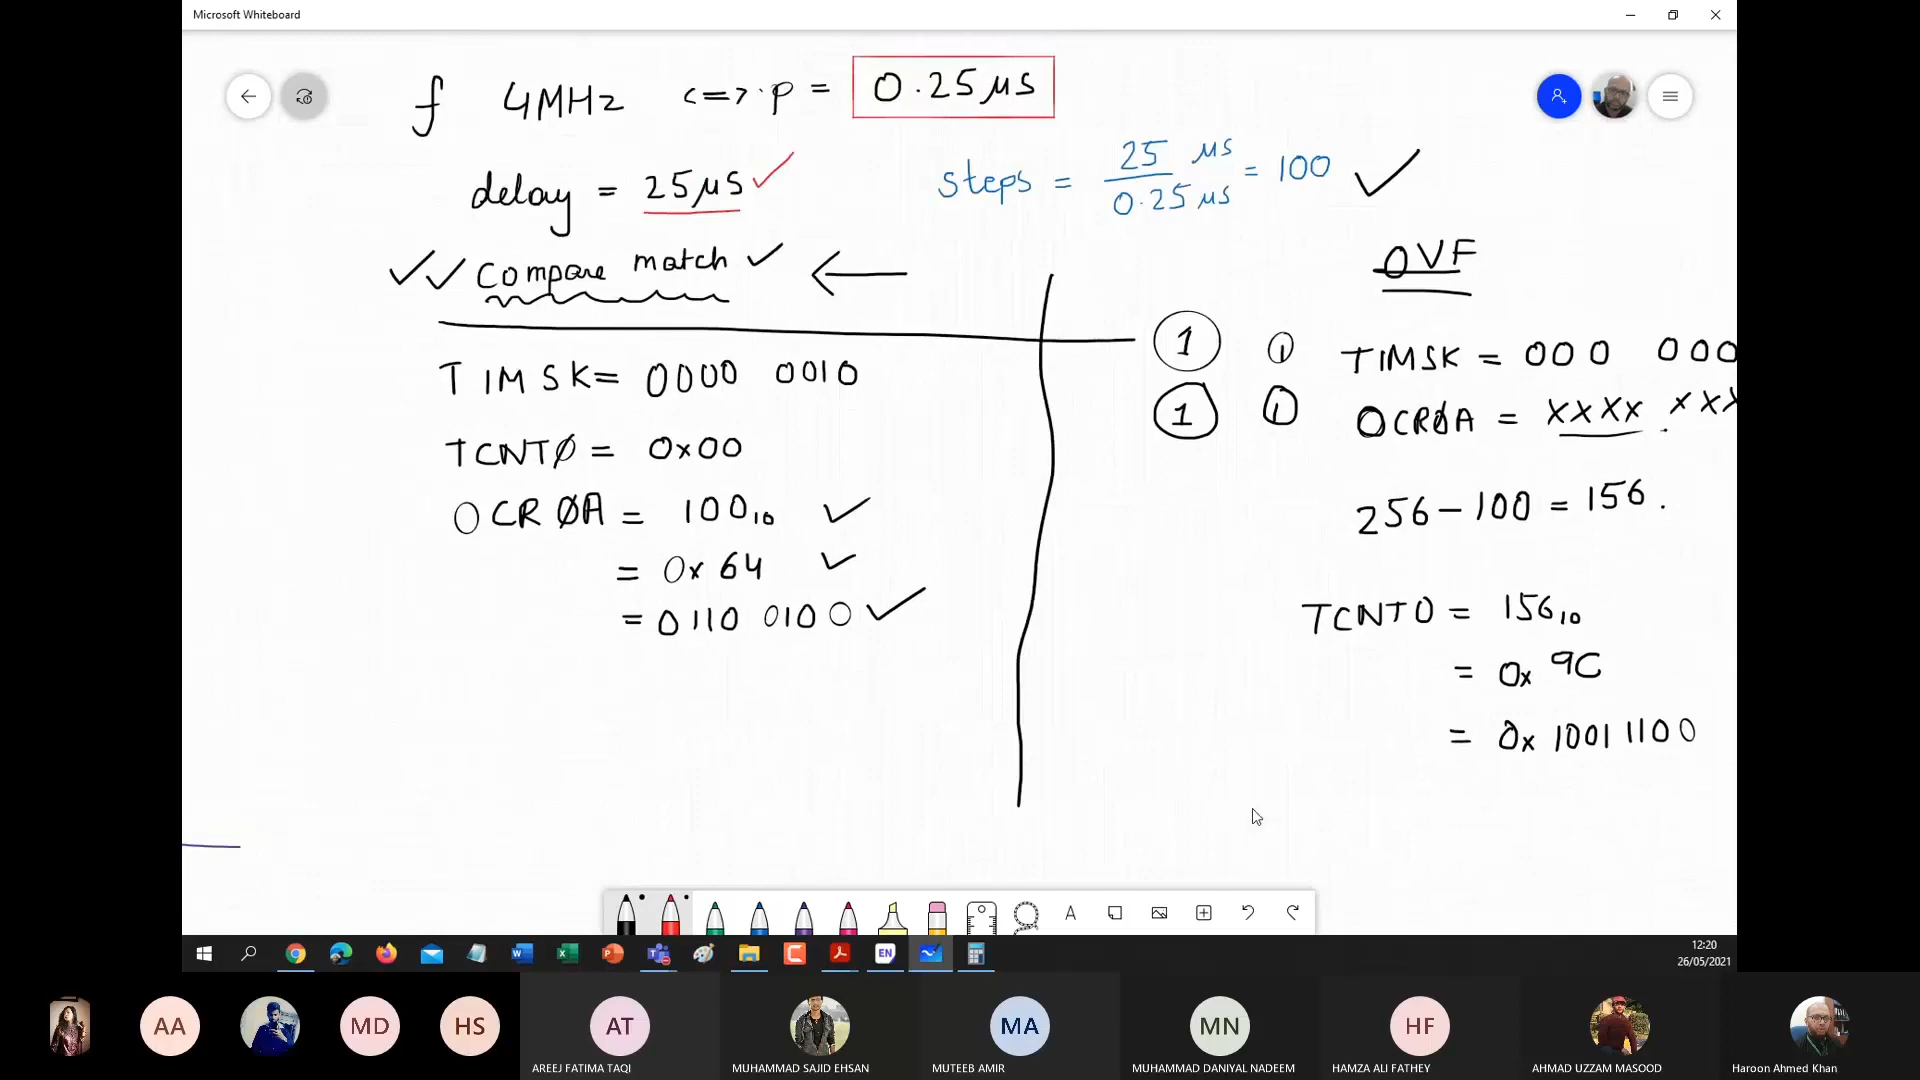 Microsoft Whiteboard
f 4MHz <=> p = 0.25 µs
delay = 25µs ✓
steps = 25 µs / 0.25 µs = 100 ✓
✓✓ Compare match ✓ ←
OVF
TIMSK = 0000 0010
TCNTØ = 0x00
OCRØA = 100₁₀ ✓
= 0x 64 ✓
= 0110 0100 ✓
1 1 TIMSK = 000 000
1 1 OCRØA = XXXX XXX
256 - 100 = 156.
TCNT0 = 156₁₀
= 0x 9C
= 0x 1001 1100
A
EN
12:20
26/05/2021
AA
MD
HS
AT
MA
MN
HF
AREEJ FATIMA TAQI
MUHAMMAD SAJID EHSAN
MUTEEB AMIR
MUHAMMAD DANIYAL NADEEM
HAMZA ALI FATHEY
AHMAD UZZAM MASOOD
Haroon Ahmed Khan